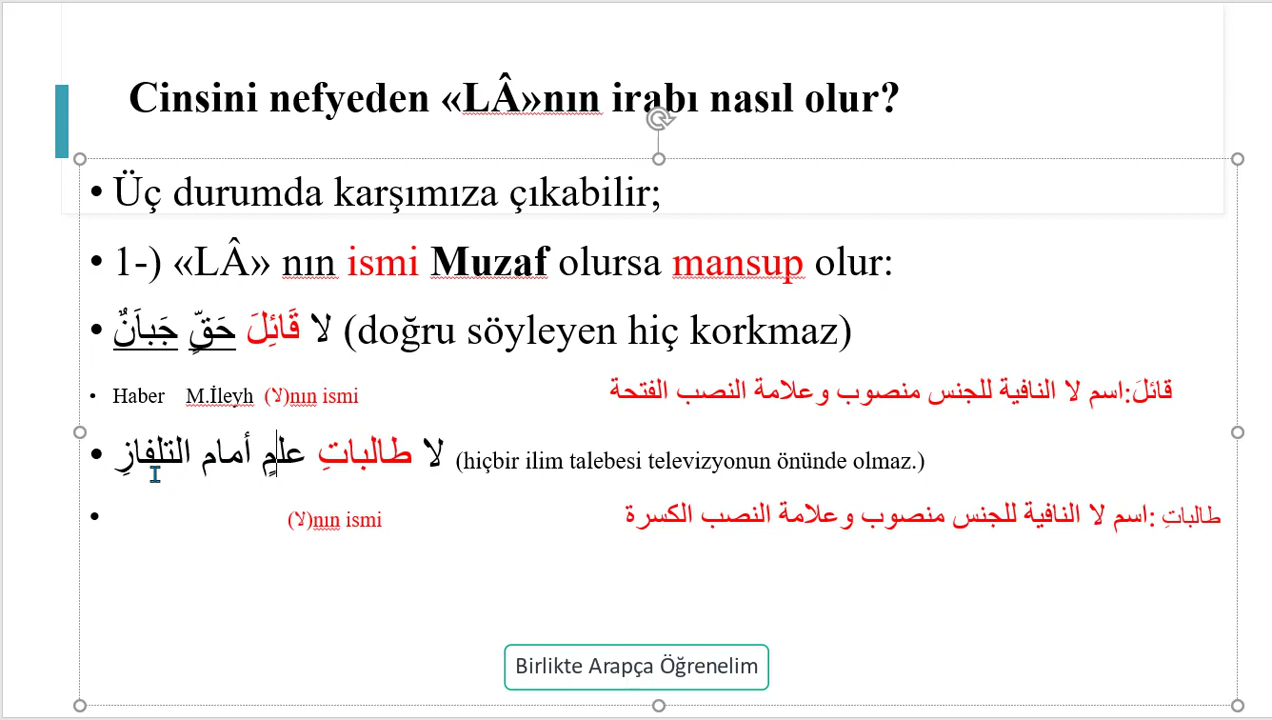 Cinsini nefyeden «LÂ»nın irabı nasıl olur?
• Üç durumda karşımıza çıkabilir;
• 1-) «LÂ» nın ismi Muzaf olursa mansup olur:
• لا قَائِلَ حَقٍّ جَباَنٌ (doğru söyleyen hiç korkmaz)
• Haber M.İleyh (لا)nın ismi قائلَ:اسم لا النافية للجنس منصوب وعلامة النصب الفتحة
• لا طالباتِ علمٍ أمام التلفازِ (hiçbir ilim talebesi televizyonun önünde olmaz.)
• (لا)nın ismi طالباتِ :اسم لا النافية للجنس منصوب وعلامة النصب الكسرة
Birlikte Arapça Öğrenelim